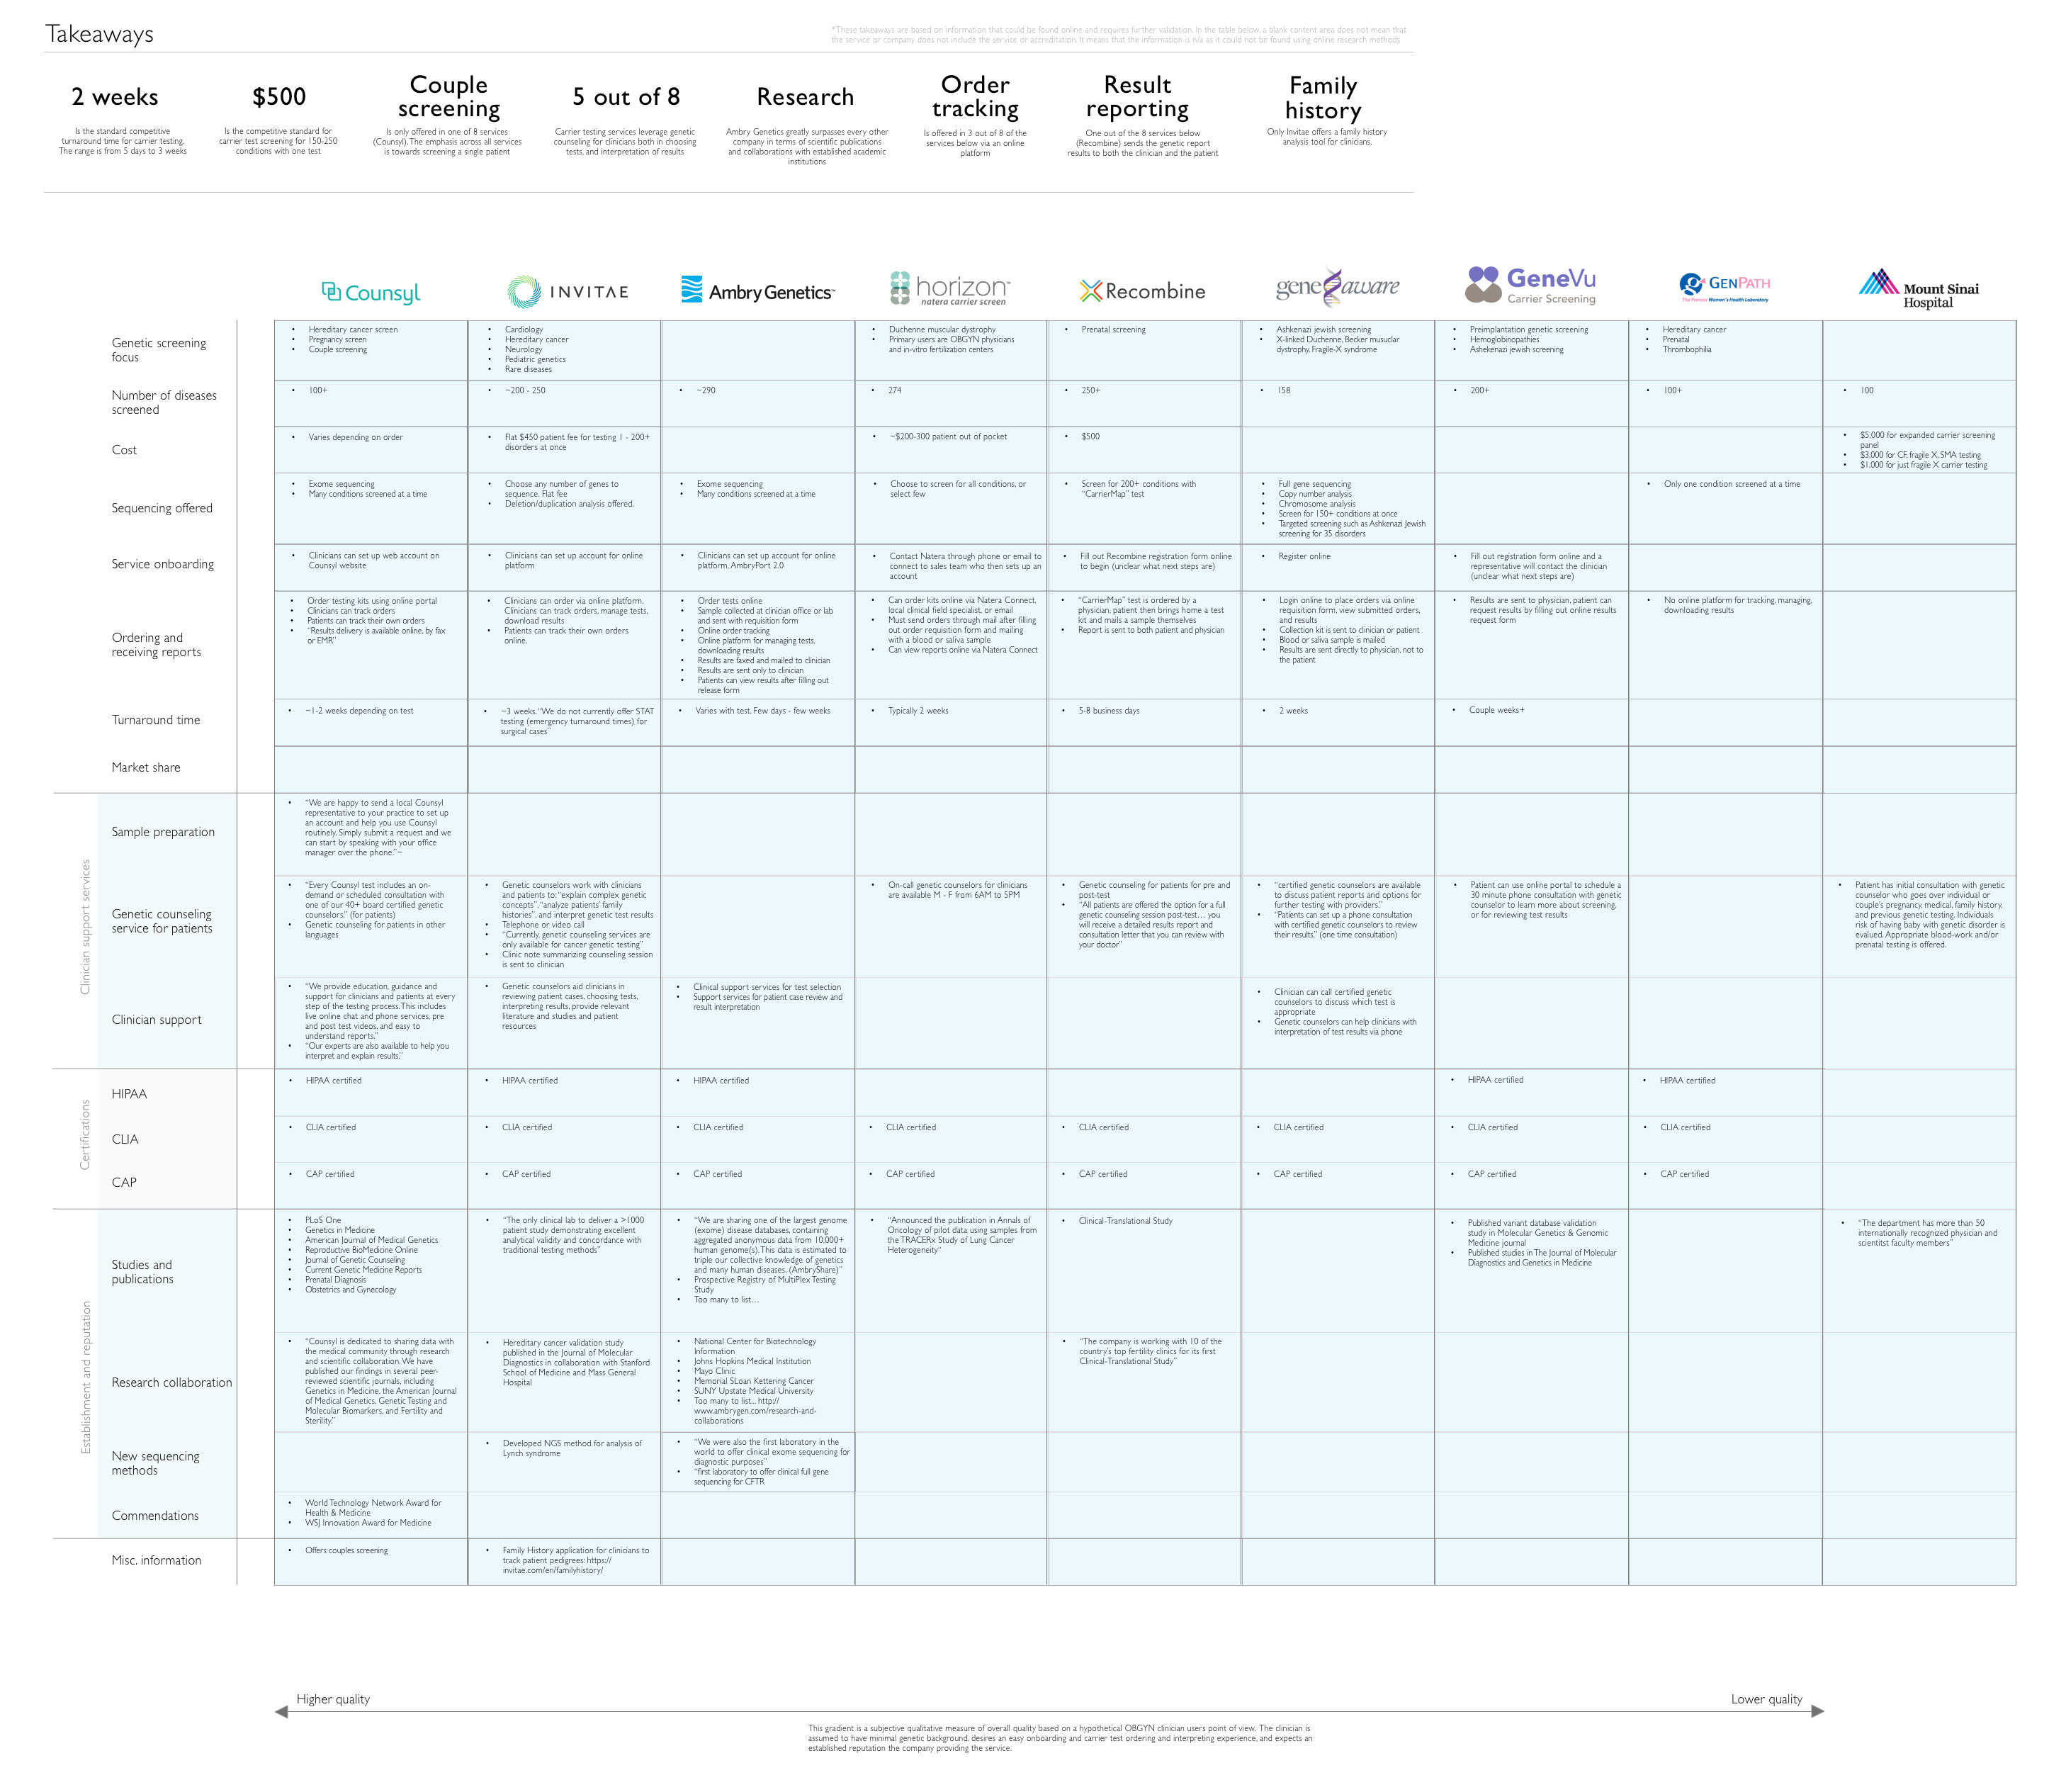 Takeaways
*These takeaways are based on information that could be found online and requires further validation. In the table below, a blank content area does not mean that
the service or company does not include the service or accreditation. It means that the information is n/a as it could not be found using online research methods
2 weeks
Is the standard competitive
turnaround time for carrier testing.
The range is from 5 days to 3 weeks
$500
Is the competitive standard for
carrier test screening for 150-250
conditions with one test
Couple
screening
Is only offered in one of 8 services
(Counsyl). The emphasis across all services
is towards screening a single patient
5 out of 8
Carrier testing services leverage genetic
counseling for clinicians both in choosing
tests, and interpretation of results
Research
Ambry Genetics greatly surpasses every other
company in terms of scientific publications
and collaborations with established academic
institutions
Order
tracking
Is offered in 3 out of 8 of the
services below via an online
platform
Result
reporting
One out of the 8 services below
(Recombine) sends the genetic report
results to both the clinician and the patient
Family
history
Only Invitae offers a family history
analysis tool for clinicians.
Counsyl
INVITAE
Ambry Genetics™
horizon™
natera carrier screen
Recombine
gene aware
GeneVu
Carrier Screening
GENPATH
The Premier Women's Health Laboratory
Mount Sinai
Hospital
Genetic screening
focus
• Hereditary cancer screen
• Pregnancy screen
• Couple screening
• Cardiology
• Hereditary cancer
• Neurology
• Pediatric genetics
• Rare diseases
• Duchenne muscular dystrophy
• Primary users are OBGYN physicians
and in-vitro fertilization centers
• Prenatal screening
• Ashkenazi jewish screening
• X-linked Duchenne, Becker musuclar
dystrophy, Fragile-X syndrome
• Preimplantation genetic screening
• Hemoglobinopathies
• Ashekenazi jewish screening
• Hereditary cancer
• Prenatal
• Thrombophilia
Number of diseases
screened
• 100+
• ~200 - 250
• ~290
• 274
• 250+
• 158
• 200+
• 100+
• 100
Cost
• Varies depending on order
• Flat $450 patient fee for testing 1 - 200+
disorders at once
• ~$200-300 patient out of pocket
• $500
• $5,000 for expanded carrier screening
panel
• $3,000 for CF, fragile X, SMA testing
• $1,000 for just fragile X carrier testing
Sequencing offered
• Exome sequencing
• Many conditions screened at a time
• Choose any number of genes to
sequence. Flat fee
• Deletion/duplication analysis offered.
• Exome sequencing
• Many conditions screened at a time
• Choose to screen for all conditions, or
select few
• Screen for 200+ conditions with
“CarrierMap” test
• Full gene sequencing
• Copy number analysis
• Chromosome analysis
• Screen for 150+ conditions at once
• Targeted screening such as Ashkenazi Jewish
screening for 35 disorders
• Only one condition screened at a time
Service onboarding
• Clinicians can set up web account on
Counsyl website
• Clinicians can set up account for online
platform
• Clinicians can set up account for online
platform, AmbryPort 2.0
• Contact Natera through phone or email to
connect to sales team who then sets up an
account
• Fill out Recombine registration form online
to begin (unclear what next steps are)
• Register online
• Fill out registration form online and a
representative will contact the clinician
(unclear what next steps are)
Ordering and
receiving reports
• Order testing kits using online portal
• Clinicians can track orders
• Patients can track their own orders
• “Results delivery is available online, by fax
or EMR”
• Clinicians can order via online platform.
Clinicians can track orders, manage tests,
download results
• Patients can track their own orders
online.
• Order tests online
• Sample collected at clinician office or lab
and sent with requisition form
• Online order tracking
• Online platform for managing tests,
downloading results
• Results are faxed and mailed to clinician
• Results are sent only to clinician
• Patients can view results after filling out
release form
• Can order kits online via Natera Connect,
local clinical field specialist, or email
• Must send orders through mail after filling
out order requisition form and mailing
with a blood or saliva sample
• Can view reports online via Natera Connect
• “CarrierMap” test is ordered by a
physician, patient then brings home a test
kit and mails a sample themselves
• Report is sent to both patient and physician
• Login online to place orders via online
requisition form, view submitted orders,
and results
• Collection kit is sent to clinician or patient
• Blood or saliva sample is mailed
• Results are sent directly to physician, not to
the patient
• Results are sent to physician, patient can
request results by filling out online results
request form
• No online platform for tracking, managing,
downloading results
Turnaround time
• ~1-2 weeks depending on test
• ~3 weeks. “We do not currently offer STAT
testing (emergency turnaround times) for
surgical cases”
• Varies with test. Few days - few weeks
• Typically 2 weeks
• 5-8 business days
• 2 weeks
• Couple weeks+
Market share
Clinician support services
Sample preparation
• “We are happy to send a local Counsyl
representative to your practice to set up
an account and help you use Counsyl
routinely. Simply submit a request and we
can start by speaking with your office
manager over the phone.”~
Genetic counseling
service for patients
• “Every Counsyl test includes an on-
demand or scheduled consultation with
one of our 40+ board certified genetic
counselors.” (for patients)
• Genetic counseling for patients in other
languages
• Genetic counselors work with clinicians
and patients to: “explain complex genetic
concepts”, “analyze patients’ family
histories”, and interpret genetic test results
• Telephone or video call
• “Currently, genetic counseling services are
only available for cancer genetic testing”
• Clinic note summarizing counseling session
is sent to clinician
• On-call genetic counselors for clinicians
are available M - F from 6AM to 5PM
• Genetic counseling for patients for pre and
post-test
• “All patients are offered the option for a full
genetic counseling session post-test… you
will receive a detailed results report and
consultation letter that you can review with
your doctor”
• “certified genetic counselors are available
to discuss patient reports and options for
further testing with providers.”
• “Patients can set up a phone consultation
with certified genetic counselors to review
their results.” (one time consultation)
• Patient can use online portal to schedule a
30 minute phone consultation with genetic
counselor to learn more about screening,
or for reviewing test results
• Patient has initial consultation with genetic
counselor who goes over individual or
couple’s pregnancy, medical, family history,
and previous genetic testing. Individuals
risk of having baby with genetic disorder is
evalued. Appropriate blood-work and/or
prenatal testing is offered.
Clinician support
• “We provide education, guidance and
support for clinicians and patients at every
step of the testing process. This includes
live online chat and phone services, pre
and post test videos, and easy to
understand reports.”
• “Our experts are also available to help you
interpret and explain results.”
• Genetic counselors aid clinicians in
reviewing patient cases, choosing tests,
interpreting results, provide relevant
literature and studies and patient
resources
• Clinical support services for test selection
• Support services for patient case review and
result interpretation
• Clinician can call certified genetic
counselors to discuss which test is
appropriate
• Genetic counselors can help clinicians with
interpretation of test results via phone
Certifications
HIPAA
• HIPAA certified
• HIPAA certified
• HIPAA certified
• HIPAA certified
• HIPAA certified
CLIA
• CLIA certified
• CLIA certified
• CLIA certified
• CLIA certified
• CLIA certified
• CLIA certified
• CLIA certified
• CLIA certified
CAP
• CAP certified
• CAP certified
• CAP certified
• CAP certified
• CAP certified
• CAP certified
• CAP certified
• CAP certified
Establishment and reputation
Studies and
publications
• PLoS One
• Genetics in Medicine
• American Journal of Medical Genetics
• Reproductive BioMedicine Online
• Journal of Genetic Counseling
• Current Genetic Medicine Reports
• Prenatal Diagnosis
• Obstetrics and Gynecology
• “The only clinical lab to deliver a >1000
patient study demonstrating excellent
analytical validity and concordance with
traditional testing methods”
• “We are sharing one of the largest genome
(exome) disease databases, containing
aggregated anonymous data from 10,000+
human genome(s). This data is estimated to
triple our collective knowledge of genetics
and many human diseases. (AmbryShare)”
• Prospective Registry of MultiPlex Testing
Study
• Too many to list…
• “Announced the publication in Annals of
Oncology of pilot data using samples from
the TRACERx Study of Lung Cancer
Heterogeneity”
• Clinical-Translational Study
• Published variant database validation
study in Molecular Genetics & Genomic
Medicine journal
• Published studies in The Journal of Molecular
Diagnostics and Genetics in Medicine
• “The department has more than 50
internationally recognized physician and
scientitst faculty members”
Research collaboration
• “Counsyl is dedicated to sharing data with
the medical community through research
and scientific collaboration. We have
published our findings in several peer-
reviewed scientific journals, including
Genetics in Medicine, the American Journal
of Medical Genetics, Genetic Testing and
Molecular Biomarkers, and Fertility and
Sterility.”
• Hereditary cancer validation study
published in the Journal of Molecular
Diagnostics in collaboration with Stanford
School of Medicine and Mass General
Hospital
• National Center for Biotechnology
Information
• Johns Hopkins Medical Institution
• Mayo Clinic
• Memorial SLoan Kettering Cancer
• SUNY Upstate Medical University
• Too many to list... http://
www.ambrygen.com/research-and-
collaborations
• “The company is working with 10 of the
country’s top fertility clinics for its first
Clinical-Translational Study”
New sequencing
methods
• Developed NGS method for analysis of
Lynch syndrome
• “We were also the first laboratory in the
world to offer clinical exome sequencing for
diagnostic purposes”
• “first laboratory to offer clinical full gene
sequencing for CFTR
Commendations
• World Technology Network Award for
Health & Medicine
• WSJ Innovation Award for Medicine
Misc. information
• Offers couples screening
• Family History application for clinicians to
track patient pedigrees: https://
invitae.com/en/familyhistory/
Higher quality
Lower quality
This gradient is a subjective qualitative measure of overall quality based on a hypothetical OBGYN clinician users point of view. The clinician is
assumed to have minimal genetic background, desires an easy onboarding and carrier test ordering and interpreting experience, and expects an
established reputation the company providing the service.